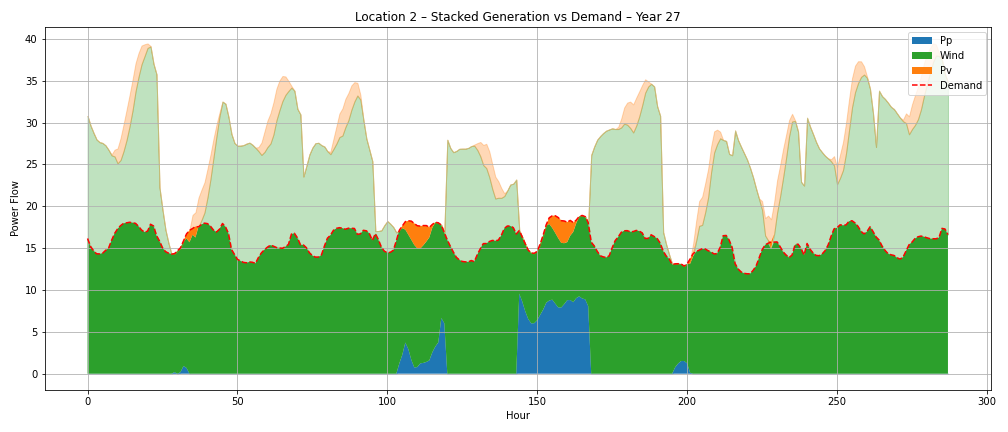 Location 2 – Stacked Generation vs Demand – Year 27
Power Flow
40
35
30
25
20
15
10
5
0
0 50 100 150 200 250 300
Hour
Pp
Wind
Pv
Demand